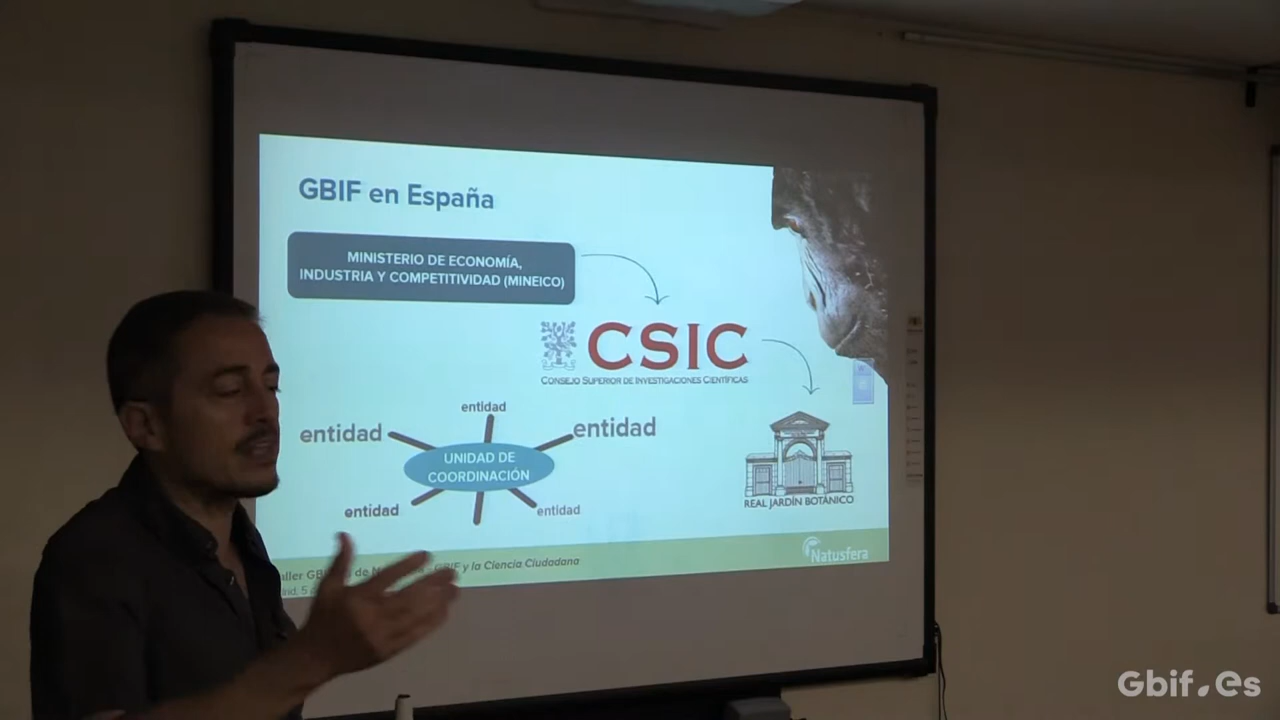 GBIF en España
MINISTERIO DE ECONOMÍA,
INDUSTRIA Y COMPETITIVIDAD (MINEICO)
CSIC
CONSEJO SUPERIOR DE INVESTIGACIONES CIENTÍFICAS
entidad
entidad
entidad
UNIDAD DE
COORDINACIÓN
entidad
entidad
REAL JARDÍN BOTÁNICO
Natusfera
y la Ciencia Ciudadana
Gbif.es